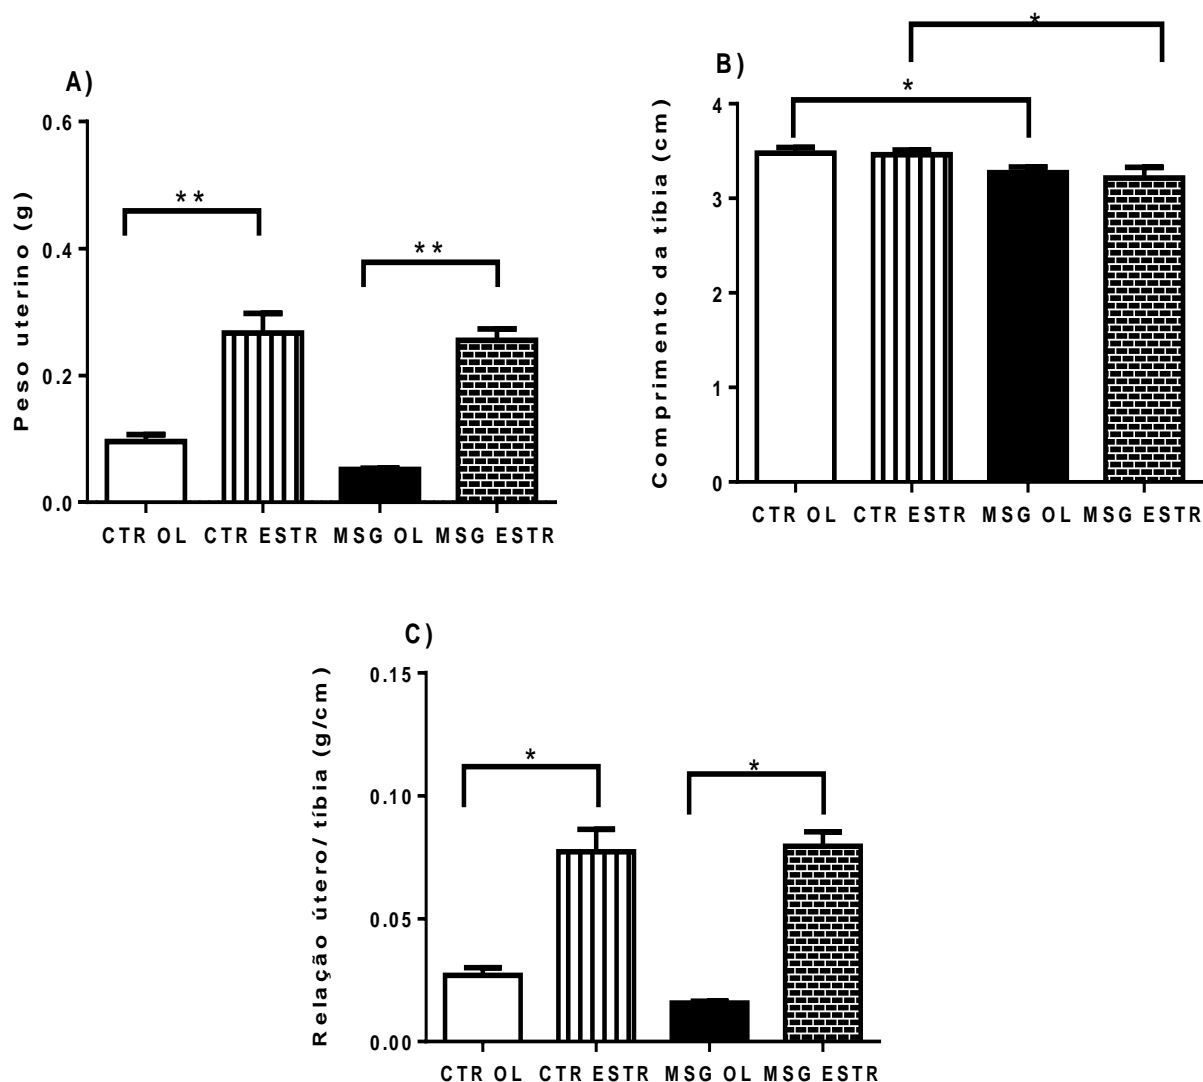 A)
Peso uterino (g)
0.6
0.4
0.2
0.0
**
**
CTR OL CTR ESTR MSG OL MSG ESTR
B)
Comprimento da tíbia (cm)
4
3
2
1
0
*
*
CTR OL CTR ESTR MSG OL MSG ESTR
C)
Relação útero/tíbia (g/cm)
0.15
0.10
0.05
0.00
*
*
CTR OL CTR ESTR MSG OL MSG ESTR